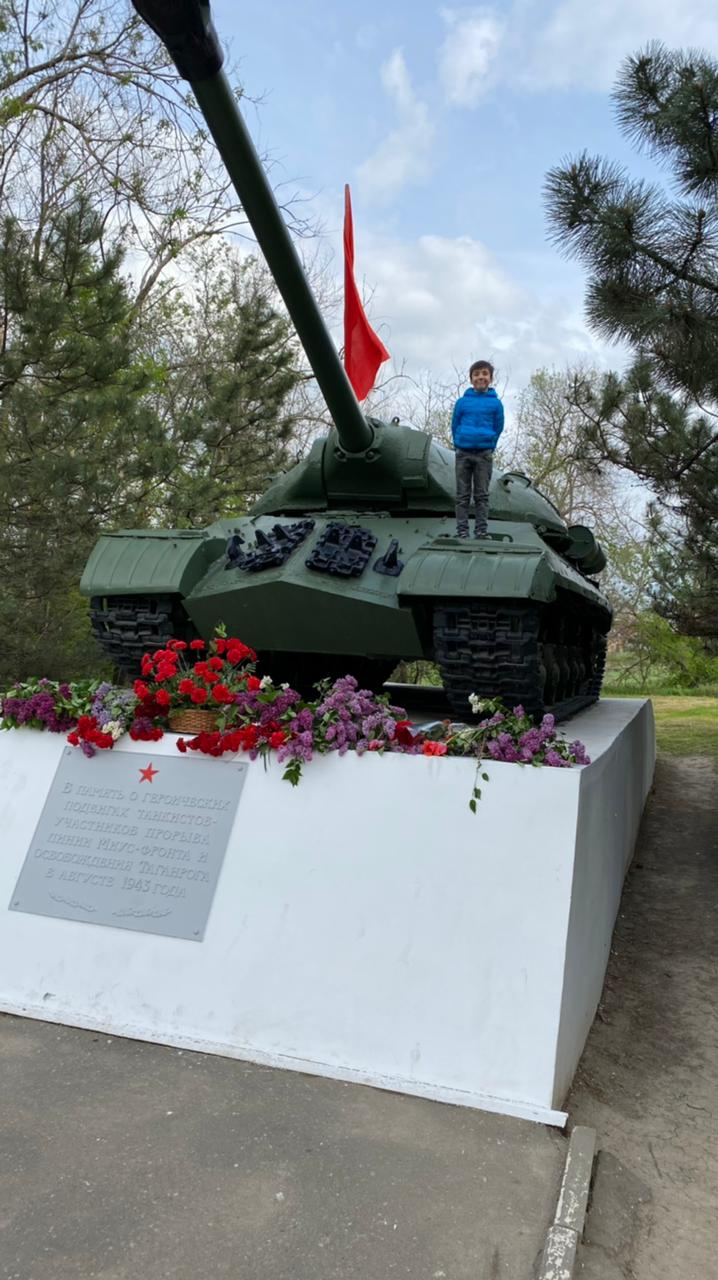 В ПАМЯТЬ О ГЕРОИЧЕСКИХ
ПОДВИГАХ ТАНКИСТОВ-
УЧАСТНИКОВ ПРОРЫВА
ЛИНИИ МИУС-ФРОНТА И
ОСВОБОЖДЕНИЯ ТАГАНРОГА
В АВГУСТЕ 1943 ГОДА